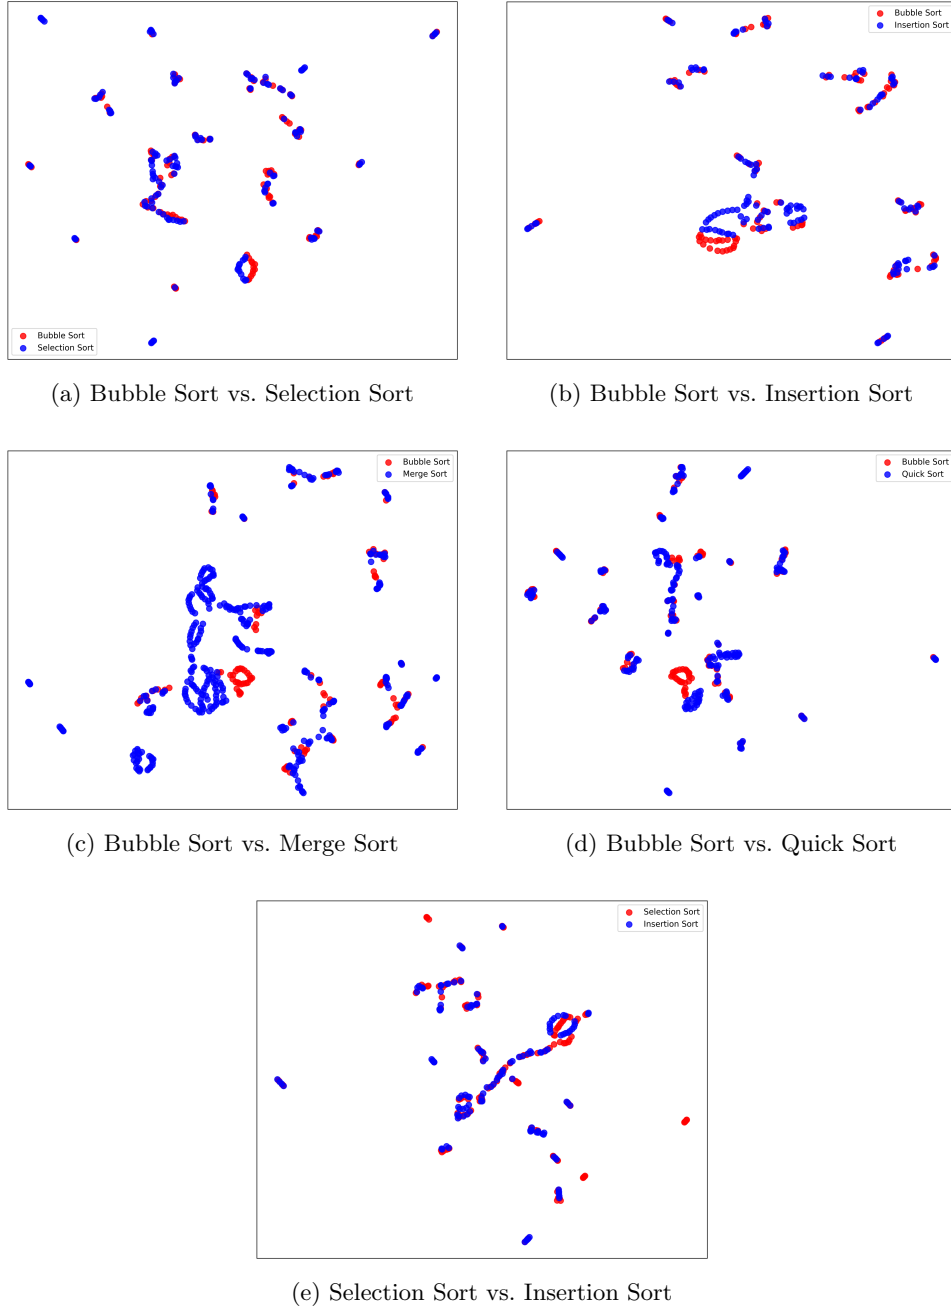 Bubble Sort
Selection Sort
(a) Bubble Sort vs. Selection Sort
Bubble Sort
Insertion Sort
(b) Bubble Sort vs. Insertion Sort
Bubble Sort
Merge Sort
(c) Bubble Sort vs. Merge Sort
Bubble Sort
Quick Sort
(d) Bubble Sort vs. Quick Sort
Selection Sort
Insertion Sort
(e) Selection Sort vs. Insertion Sort